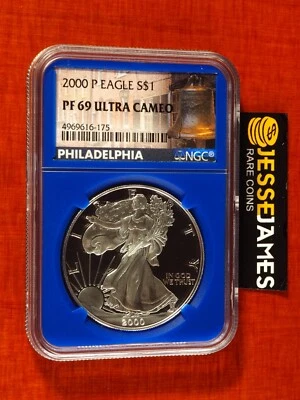 2000 P EAGLE S$1
PF 69 ULTRA CAMEO
4969616-175
PHILADELPHIA
NGC
JESSE JAMES
RARE COINS
LIBERTY
IN GOD
WE TRUST
2000